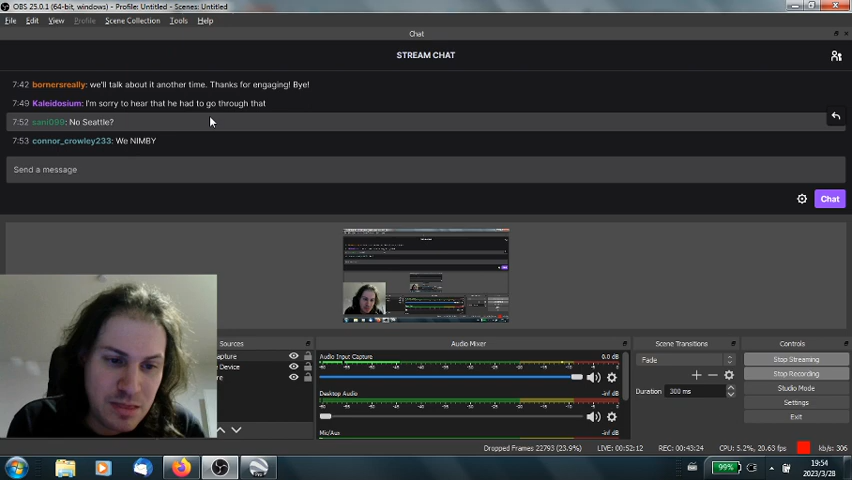 OBS 25.0.1 (64-bit, windows) - Profile: Untitled - Scenes: Untitled
File Edit View Profile Scene Collection Tools Help
Chat
STREAM CHAT
7:42 bornersreally: we'll talk about it another time. Thanks for engaging! Bye!
7:49 Kaleidosium: I'm sorry to hear that he had to go through that
7:52 sani099: No Seattle?
7:53 connor_crowley233: We NIMBY
Send a message
Chat
Sources
Audio Mixer
Scene Transitions
Controls
apture
Device
re
Audio Input Capture 0.0 dB
Desktop Audio -inf dB
Mic/Aux -inf dB
Fade
Duration 300 ms
Stop Streaming
Stop Recording
Studio Mode
Settings
Exit
Dropped Frames 22793 (23.9%) LIVE: 00:52:12 REC: 00:43:24 CPU: 5.2%, 20.63 fps kb/s: 306
99%
19:54
2023/3/28